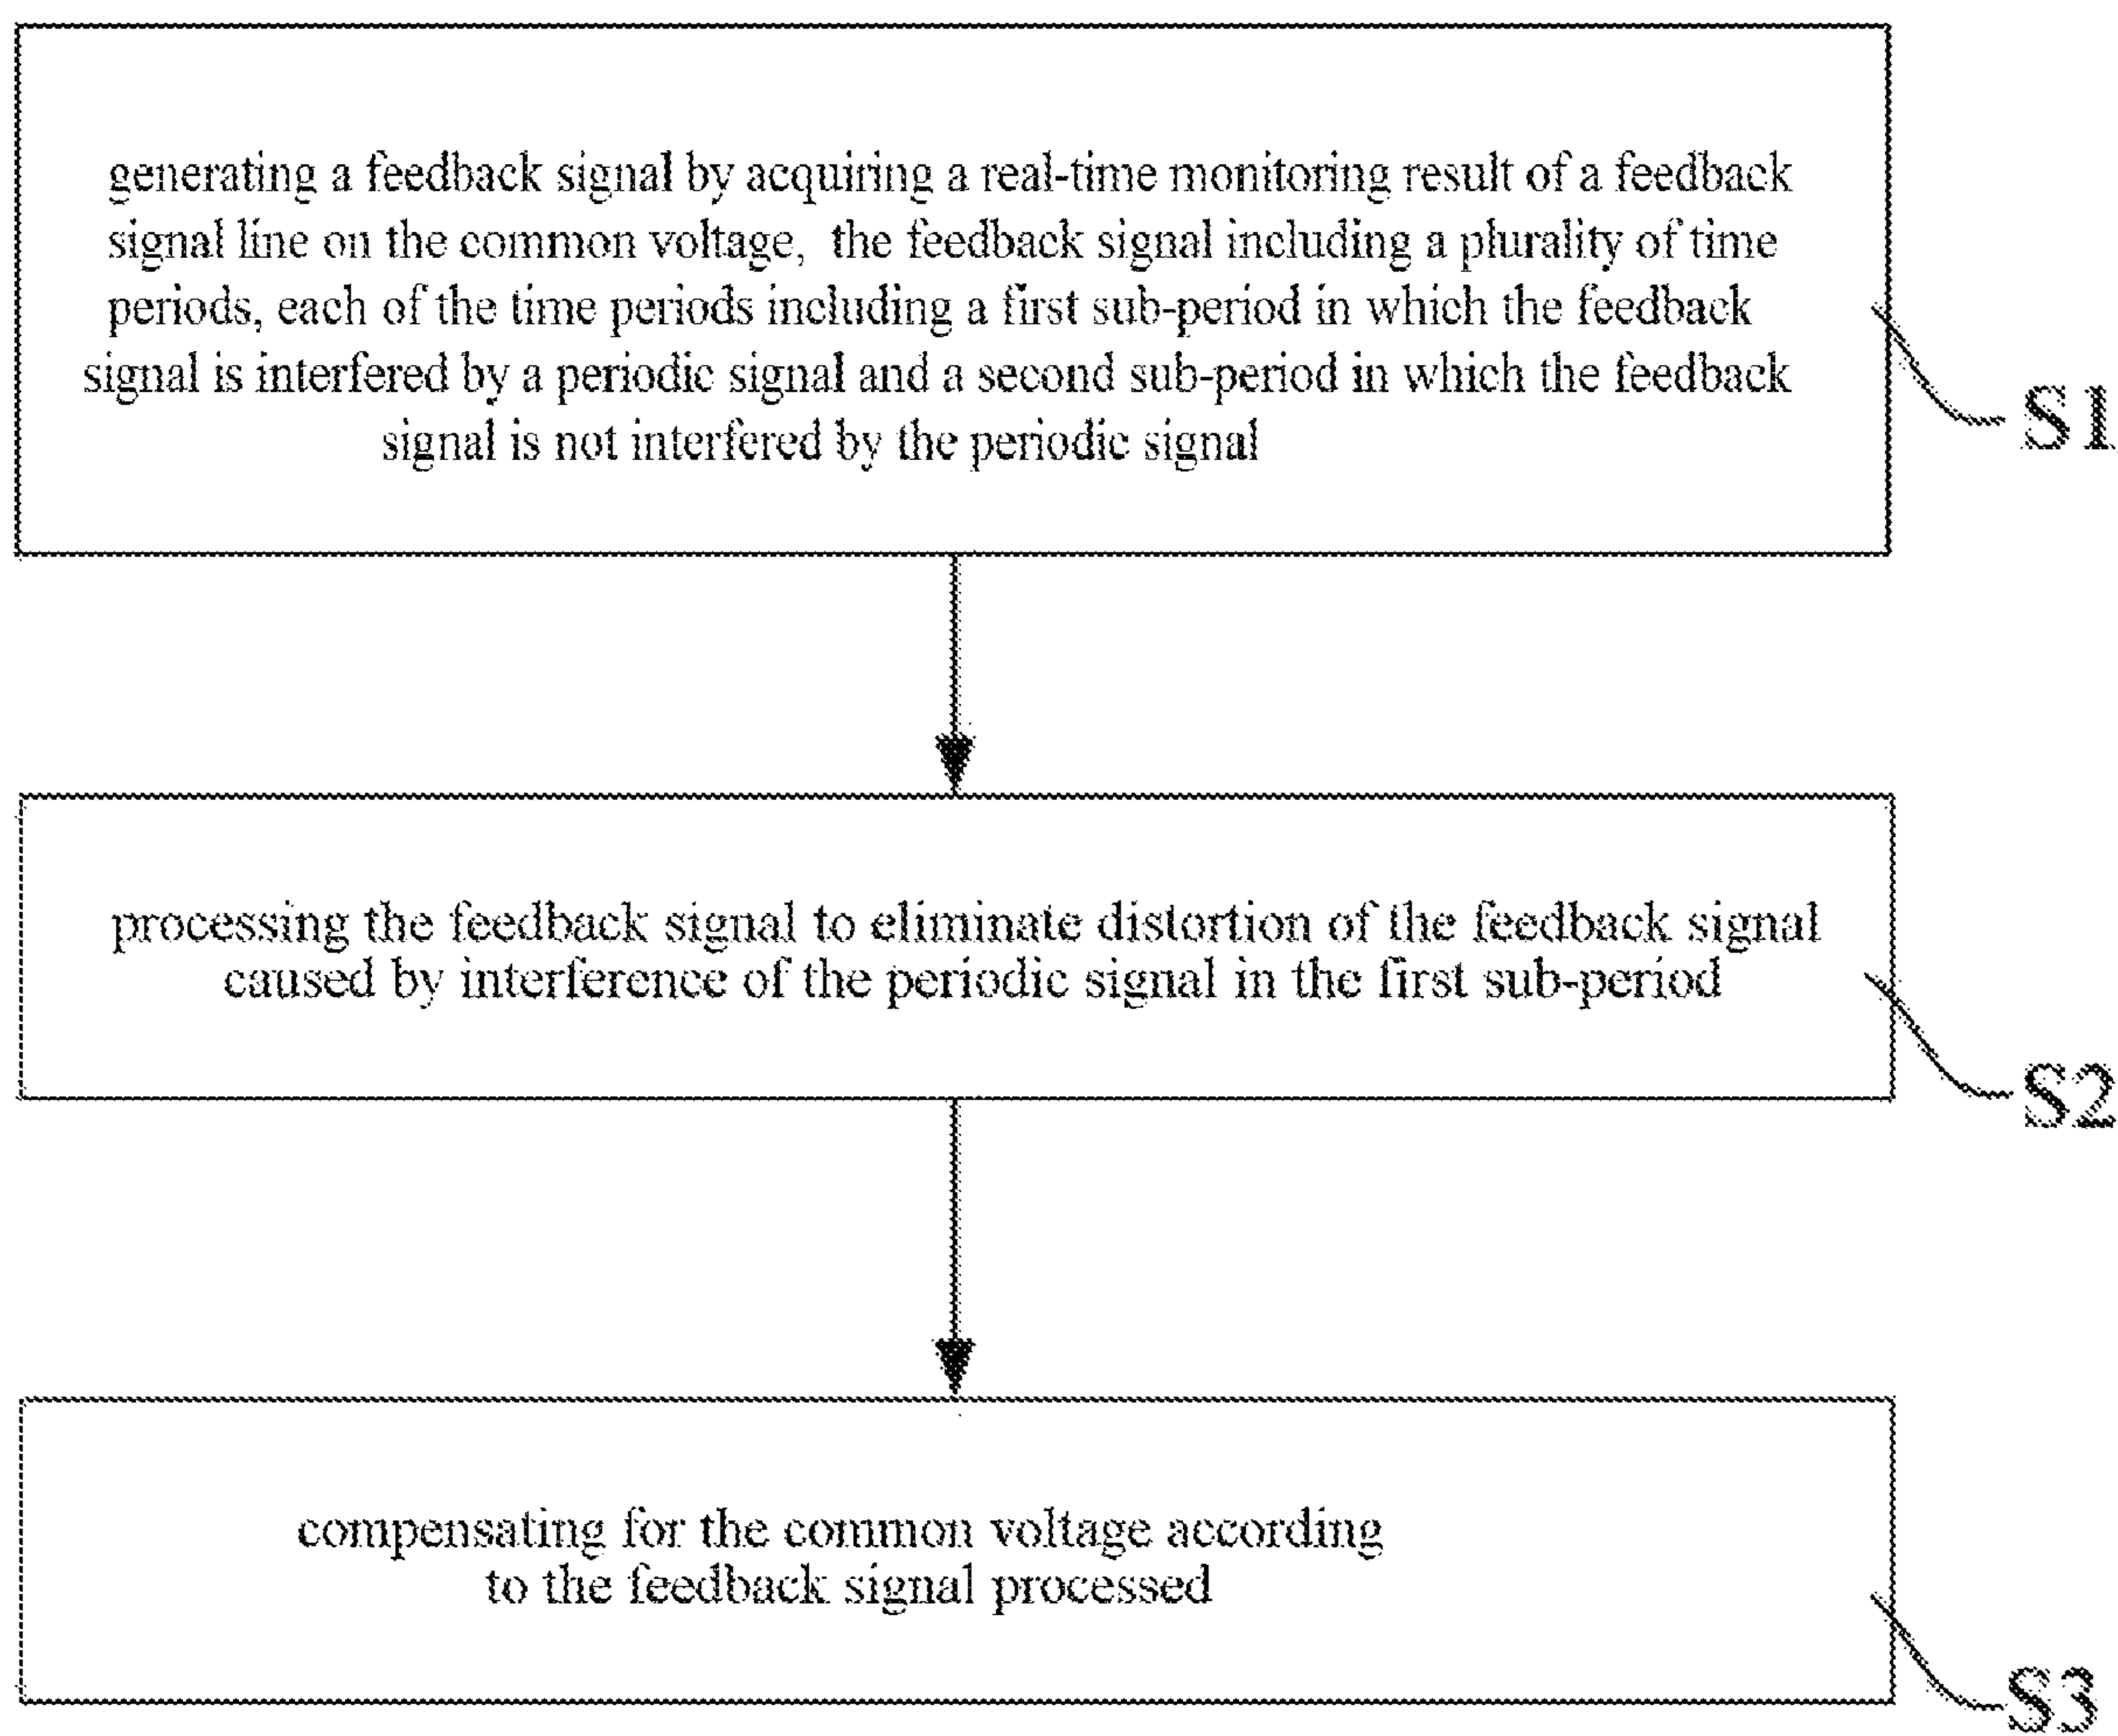 generating a feedback signal by acquiring a real-time monitoring result of a feedback
signal line on the common voltage, the feedback signal including a plurality of time
periods, each of the time periods including a first sub-period in which the feedback
signal is interfered by a periodic signal and a second sub-period in which the feedback
signal is not interfered by the periodic signal
S1
processing the feedback signal to eliminate distortion of the feedback signal
caused by interference of the periodic signal in the first sub-period
S2
compensating for the common voltage according
to the feedback signal processed
S3